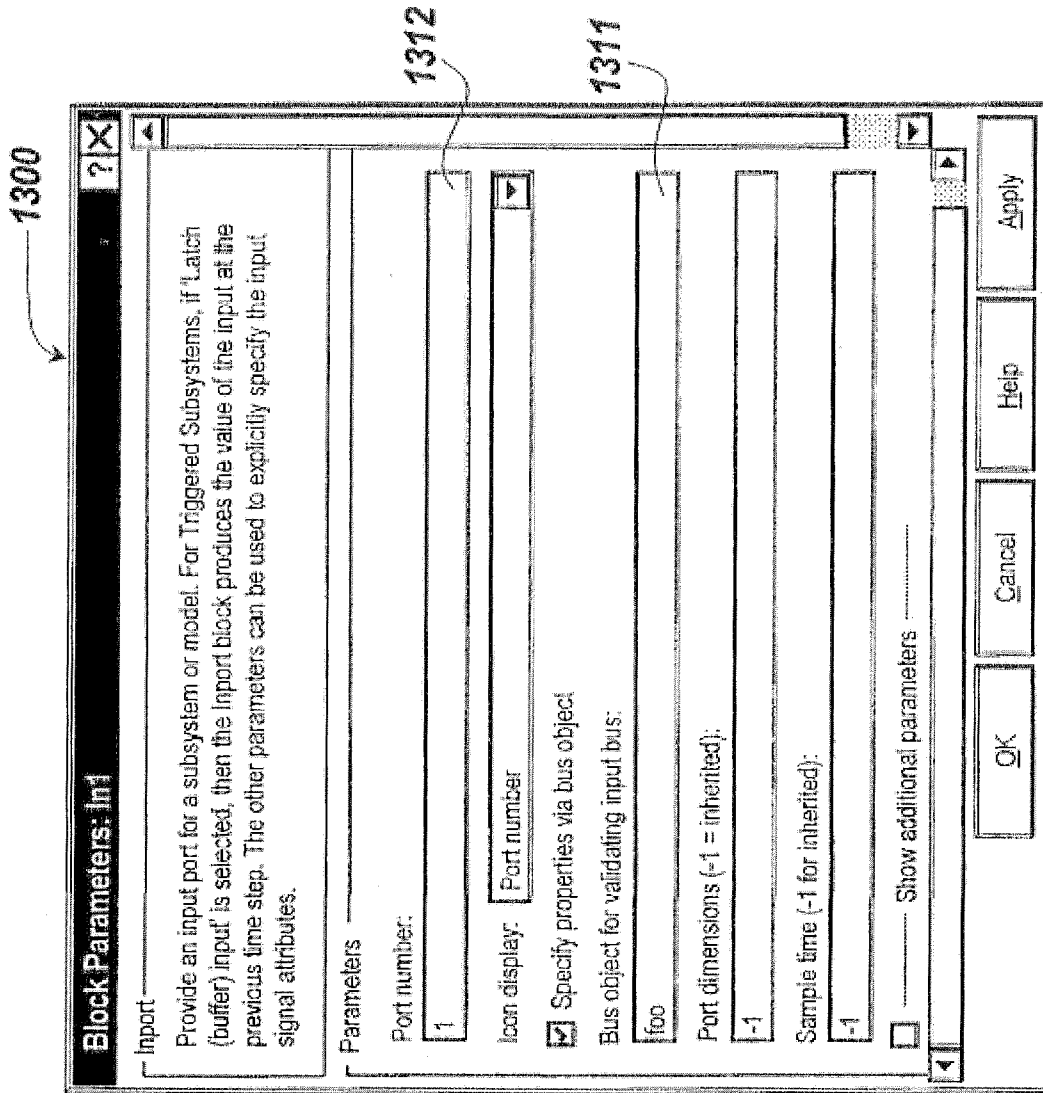 1300
Block Parameters: In1
? X
Inport
Provide an input port for a subsystem or model. For Triggered Subsystems, if 'Latch
(buffer) input' is selected, then the Inport block produces the value of the input at the
previous time step. The other parameters can be used to explicitly specify the input
signal attributes.
Parameters
Port number:
1
1312
Icon display: Port number
Specify properties via bus object
Bus object for validating input bus:
foo
1311
Port dimensions (-1 = inherited):
-1
Sample time (-1 for inherited):
-1
Show additional parameters
OK Cancel Help Apply